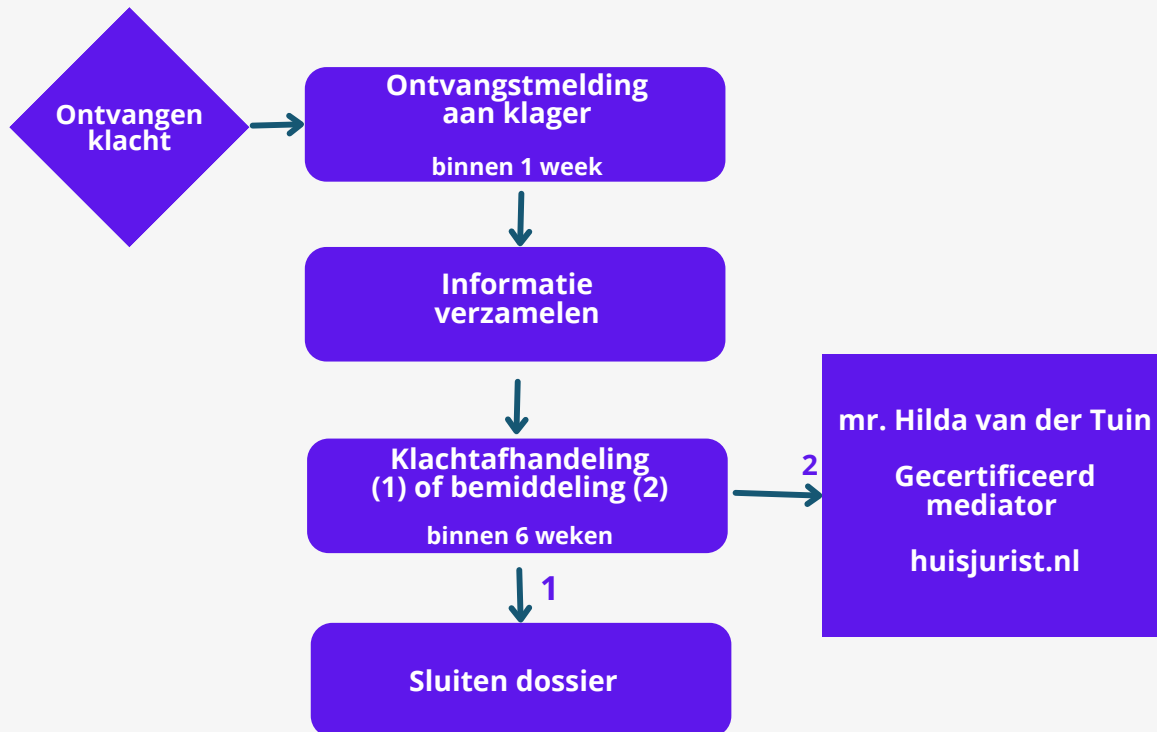 Ontvangen
klacht
Ontvangstmelding
aan klager
binnen 1 week
Informatie
verzamelen
Klachtafhandeling
(1) of bemiddeling (2)
binnen 6 weken
2
mr. Hilda van der Tuin
Gecertificeerd
mediator
huisjurist.nl
1
Sluiten dossier